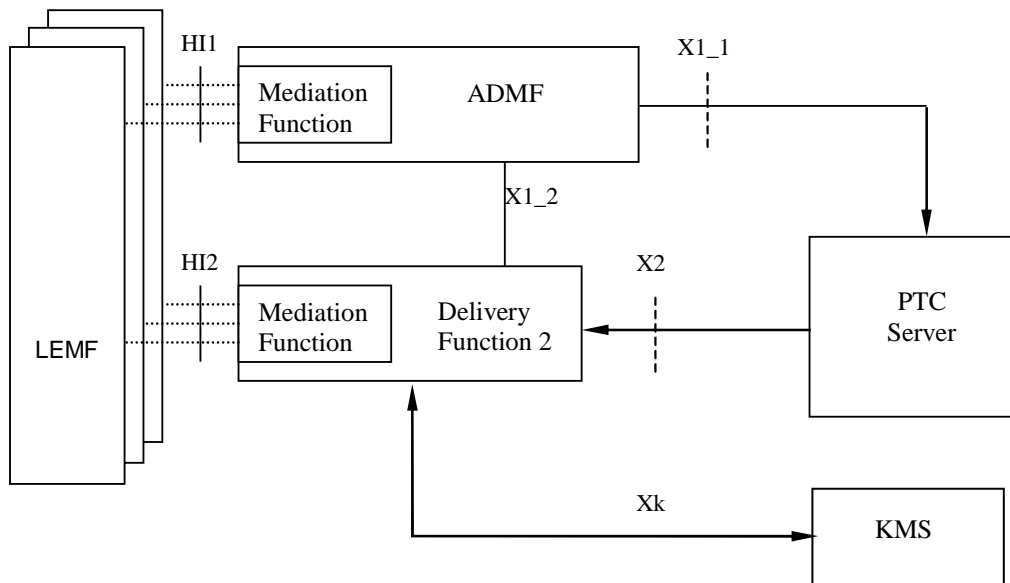 HI1
X1_1
Mediation
Function
ADMF
X1_2
HI2
X2
Mediation
Function
Delivery
Function 2
PTC
Server
LEMF
Xk
KMS